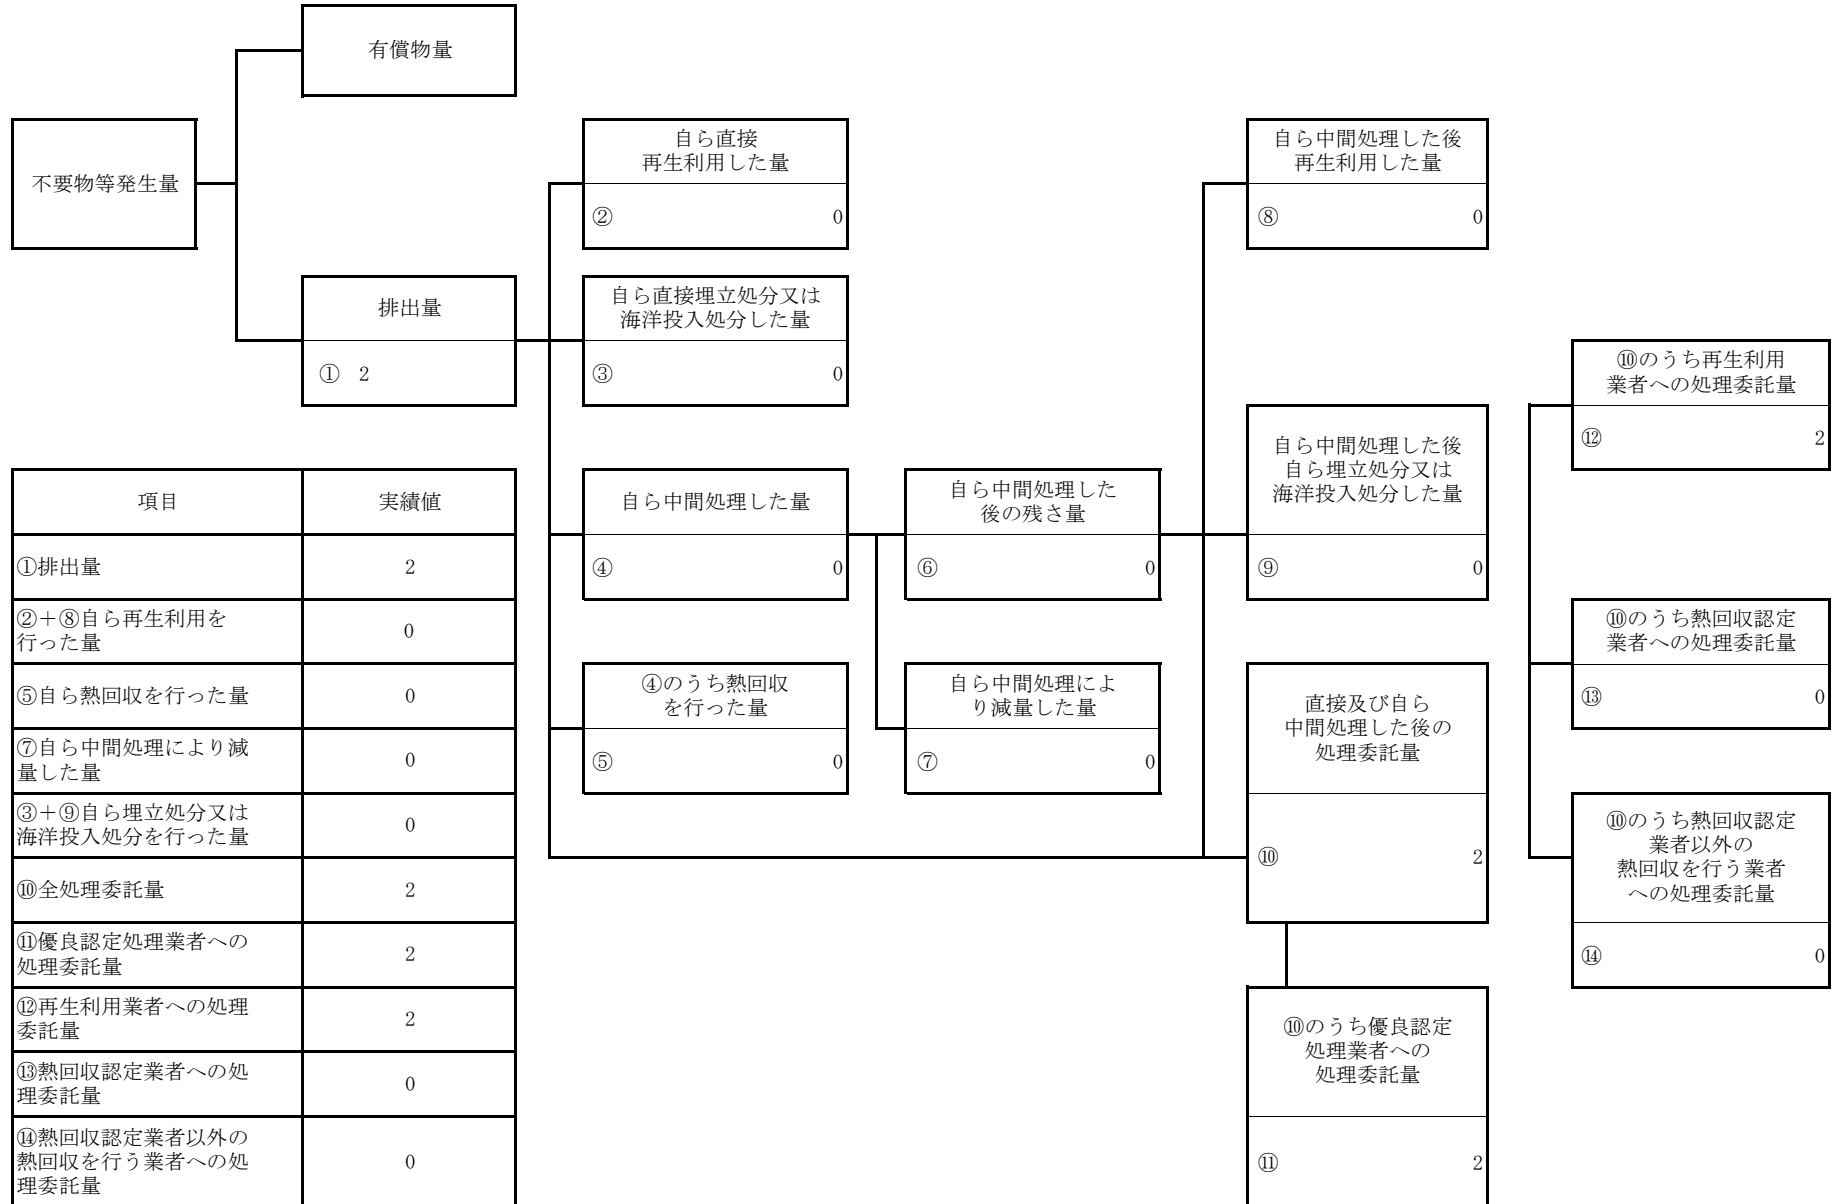 有償物量
不要物等発生量
排出量
① 2
自ら直接
再生利用した量
② 0
自ら直接埋立処分又は
海洋投入処分した量
③ 0
自ら中間処理した量
④ 0
④のうち熱回収
を行った量
⑤ 0
自ら中間処理した
後の残さ量
⑥ 0
自ら中間処理によ
り減量した量
⑦ 0
自ら中間処理した後
再生利用した量
⑧ 0
自ら中間処理した後
自ら埋立処分又は
海洋投入処分した量
⑨ 0
直接及び自ら
中間処理した後の
処理委託量
⑩ 2
⑩のうち優良認定
処理業者への
処理委託量
⑪ 2
⑩のうち再生利用
業者への処理委託量
⑫ 2
⑩のうち熱回収認定
業者への処理委託量
⑬ 0
⑩のうち熱回収認定
業者以外の
熱回収を行う業者
への処理委託量
⑭ 0
項目 実績値
①排出量 2
②＋⑧自ら再生利用を
行った量 0
⑤自ら熱回収を行った量 0
⑦自ら中間処理により減
量した量 0
③＋⑨自ら埋立処分又は
海洋投入処分を行った量 0
⑩全処理委託量 2
⑪優良認定処理業者への
処理委託量 2
⑫再生利用業者への処理
委託量 2
⑬熱回収認定業者への処
理委託量 0
⑭熱回収認定業者以外の
熱回収を行う業者への処
理委託量 0